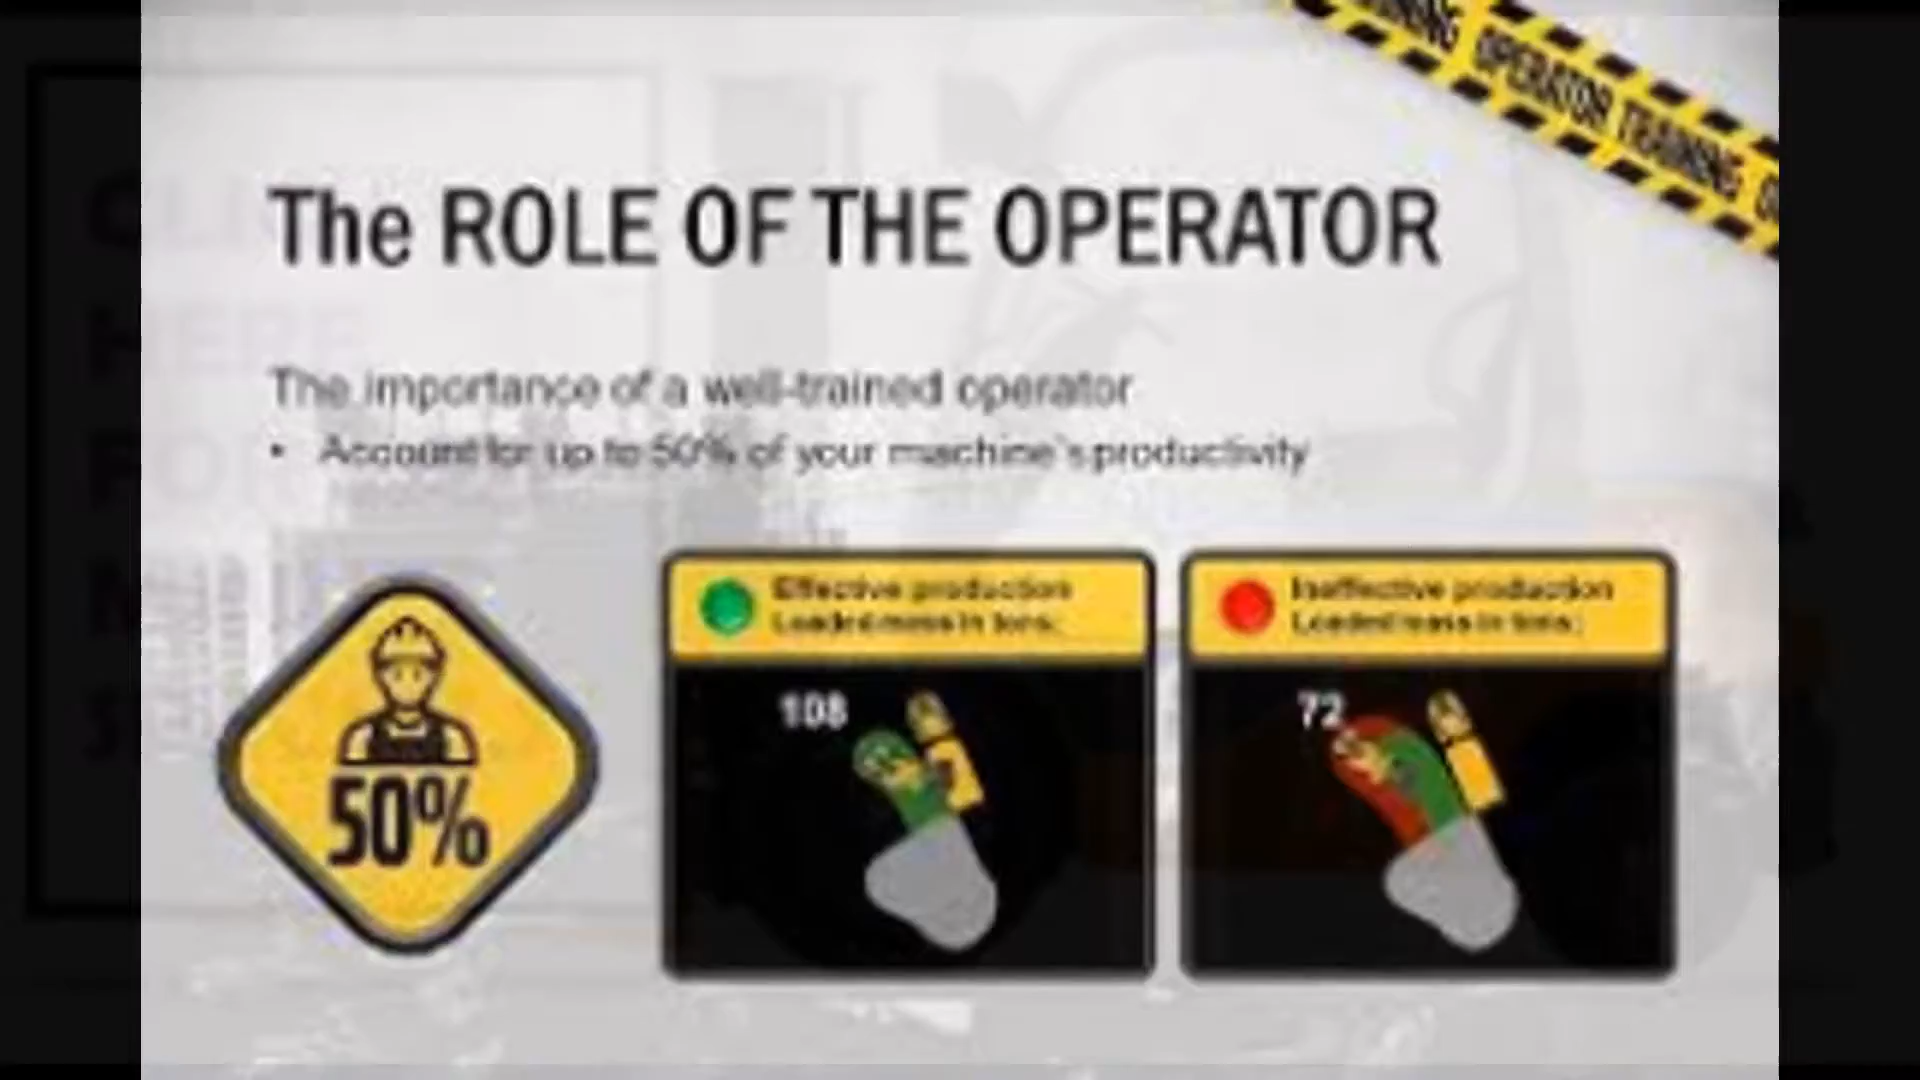 OPERATOR TRAINING
The ROLE OF THE OPERATOR
The importance of a well-trained operator
• Account for up to 50% of your machine's productivity
50%
Effective production
Loaded mass in tons:
108
Ineffective production
Loaded mass in tons:
72